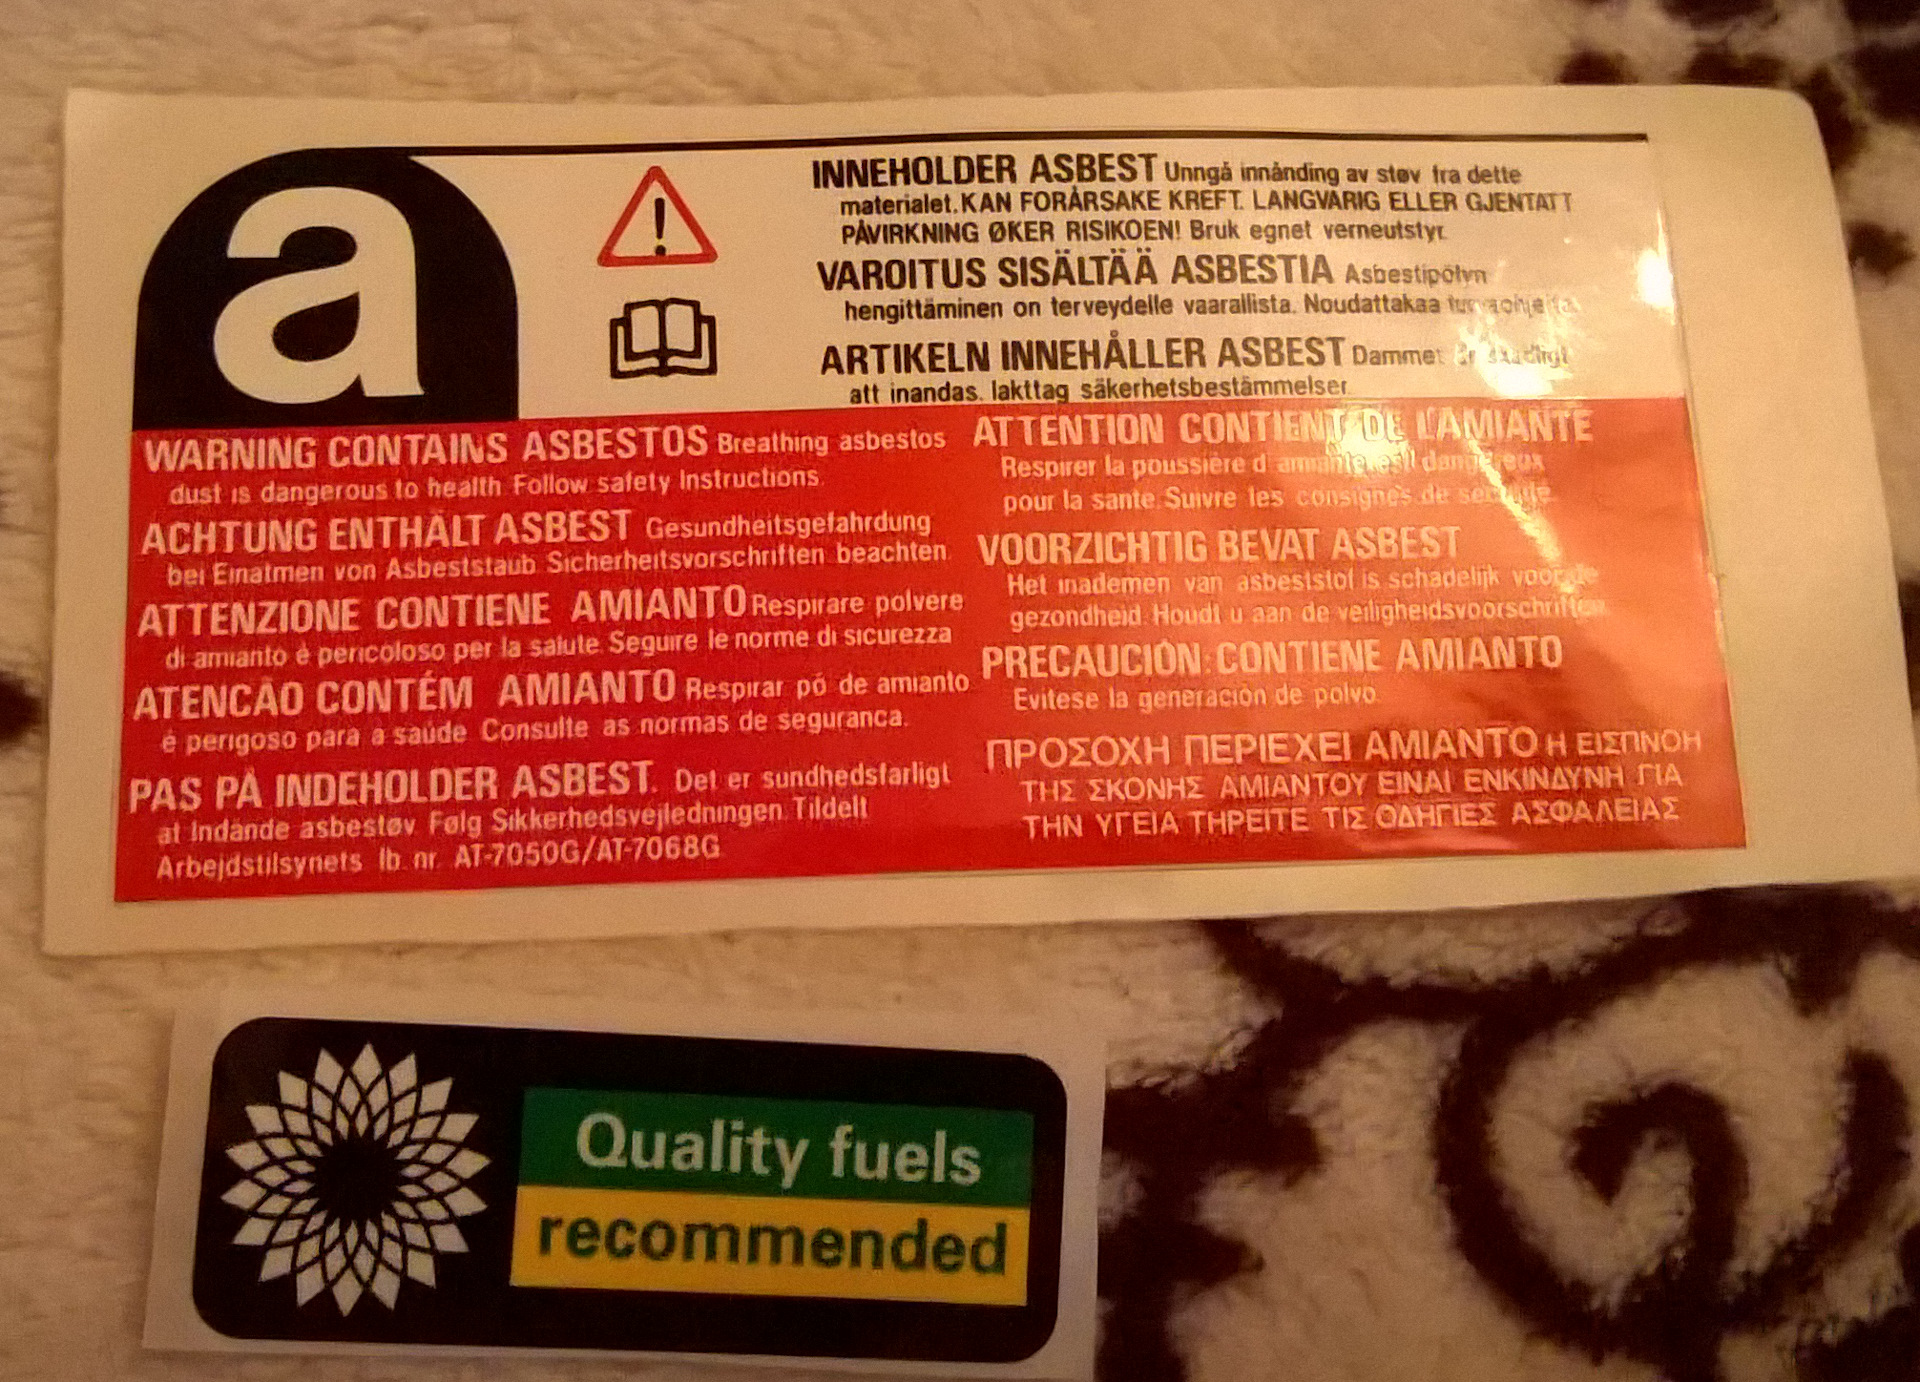 a
INNEHOLDER ASBEST Unngå innånding av støv fra dette
materialet. KAN FORÅRSAKE KREFT. LANGVARIG ELLER GJENTATT
PÅVIRKNING ØKER RISIKOEN! Bruk egnet verneutstyr.
VAROITUS SISÄLTÄÄ ASBESTIA Asbestipölyn
hengittäminen on terveydelle vaarallista. Noudattakaa
ARTIKELN INNEHÅLLER ASBEST Dammet är skadligt
att inandas. Iakttag säkerhetsbestämmelser.
WARNING CONTAINS ASBESTOS Breathing asbestos
dust is dangerous to health Follow safety Instructions.
ACHTUNG ENTHÄLT ASBEST Gesundheitsgefahrdung
bei Einatmen von Asbeststaub Sicherheitsvorschriften beachten.
ATTENZIONE CONTIENE AMIANTO Respirare polvere
di amianto è pericoloso per la salute. Seguire le norme di sicurezza
ATENCÃO CONTÉM AMIANTO Respirar pó de amianto
é perigoso para a saúde Consulte as normas de seguranca.
PAS PÅ INDEHOLDER ASBEST. Det er sundhedsfarligt
at Indånde asbestøv. Følg Sikkerhedsvejledningen. Tildelt
Arbejdstilsynets lb. nr. AT-7050G/AT-7068G
ATTENTION CONTIENT DE L'AMIANTE
Respirer la poussière d'amiante est dangereux
pour la sante. Suivre les consignes de sécurité.
VOORZICHTIG BEVAT ASBEST
Het inademen van asbeststof is schadelijk voor de
gezondheid. Houdt u aan de veiligheidsvoorschriften.
PRECAUCIÓN: CONTIENE AMIANTO
Evitese la generación de polvo.
ΠΡΟΣΟΧΗ ΠΕΡΙΕΧΕΙ ΑΜΙΑΝΤΟ Η ΕΙΣΠΝΟΗ
ΤΗΣ ΣΚΟΝΗΣ ΑΜΙΑΝΤΟΥ ΕΙΝΑΙ ΕΝΚΙΝΔΥΝΗ ΓΙΑ
ΤΗΝ ΥΓΕΙΑ ΤΗΡΕΙΤΕ ΤΙΣ ΟΔΗΓΙΕΣ ΑΣΦΑΛΕΙΑΣ
Quality fuels
recommended